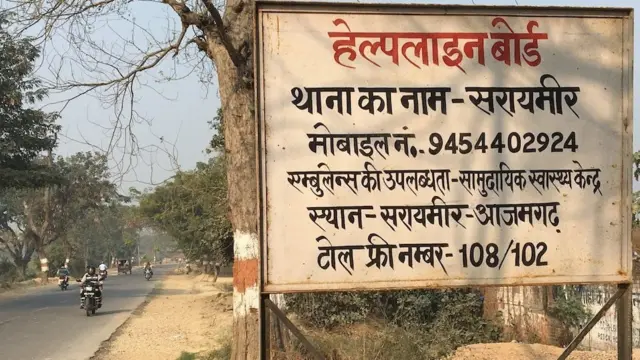 हेल्पलाइन बोर्ड
थाना का नाम - सरायमीर
मोबाइल नं. 9454402924
एम्बुलेन्स की उपलब्धता - सामुदायिक स्वास्थ्य केन्द्र
स्थान - सरायमीर - आजमगढ़
टोल फ्री नम्बर - 108/102